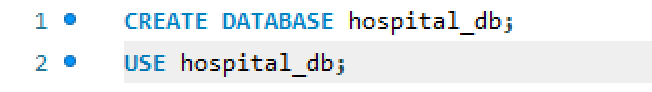 1 CREATE DATABASE hospital_db;
2 USE hospital_db;